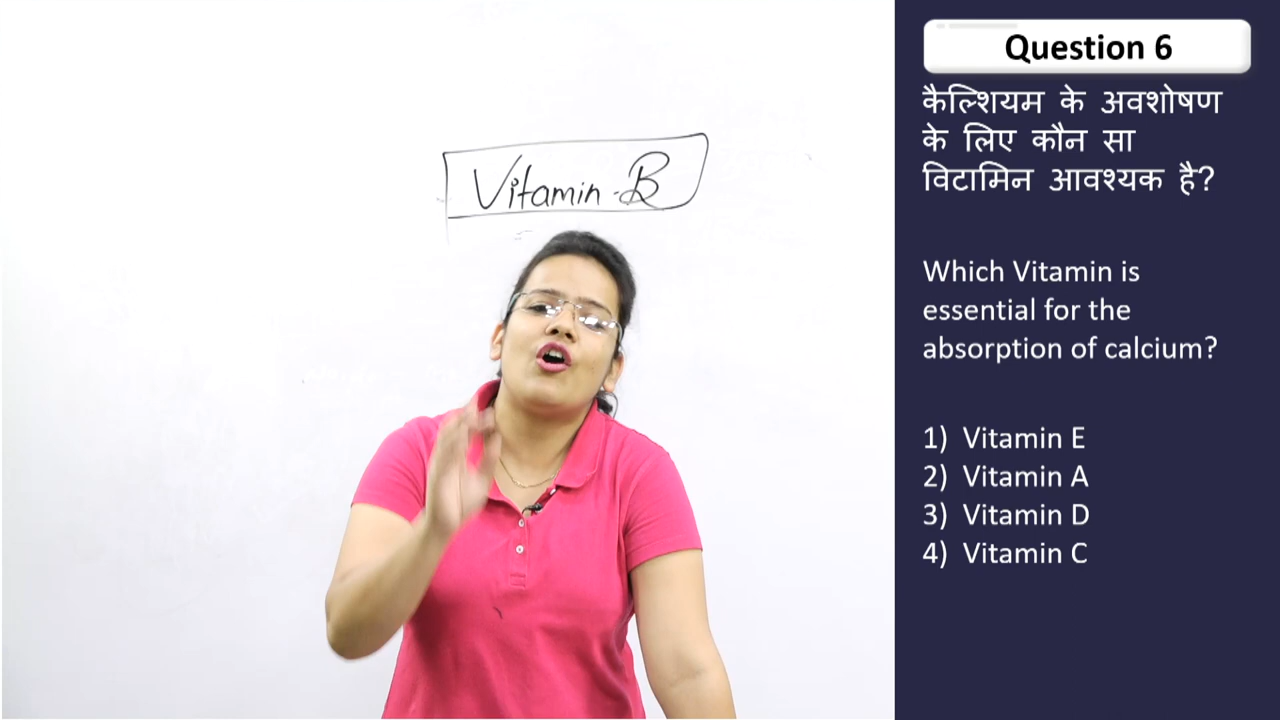 Vitamin-B
Question 6
कैल्शियम के अवशोषण
के लिए कौन सा
विटामिन आवश्यक है?
Which Vitamin is
essential for the
absorption of calcium?
1) Vitamin E
2) Vitamin A
3) Vitamin D
4) Vitamin C